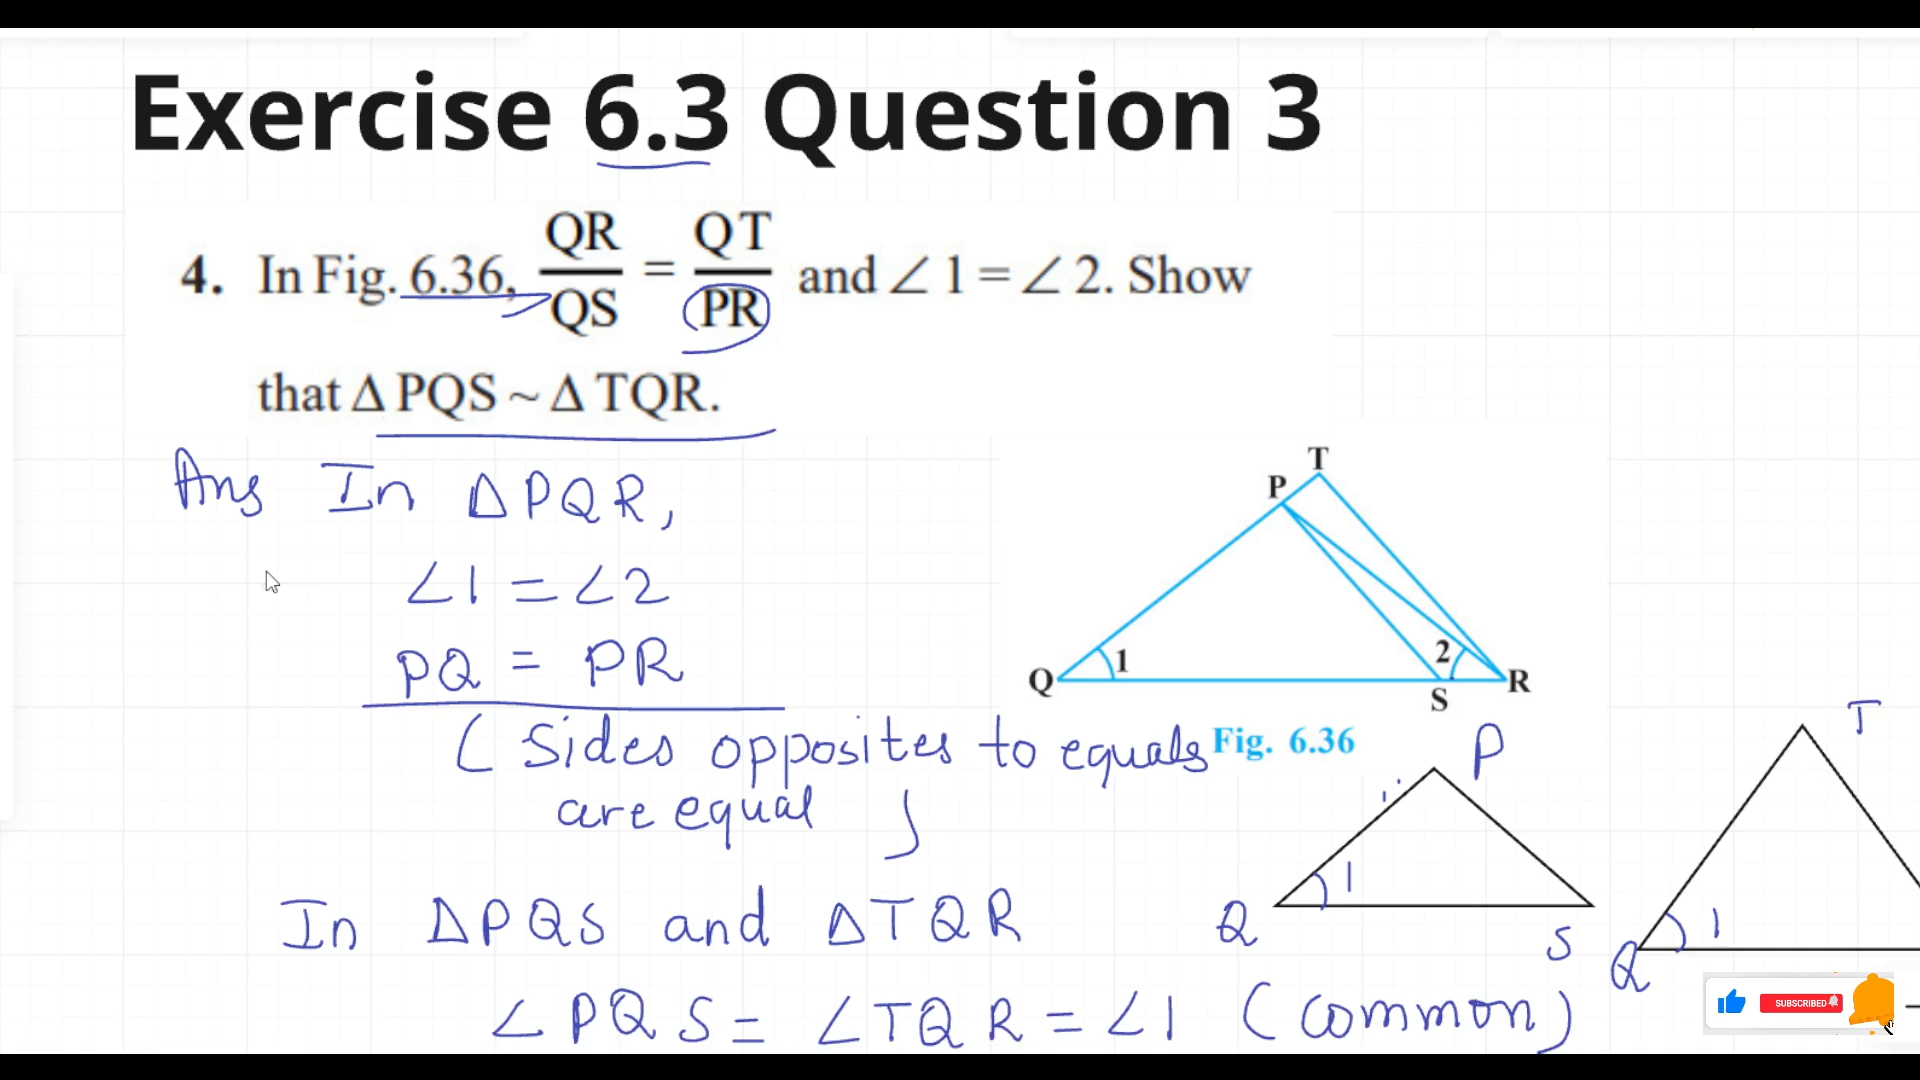 Exercise 6.3 Question 3
4. In Fig. 6.36, QR/QS = QT/PR and ∠1 = ∠2. Show
that Δ PQS ~ Δ TQR.
Ans In ΔPQR,
∠1 = ∠2
PQ = PR
(Sides opposites to equals
are equal)
T
P
Q 1 2 R
S
Fig. 6.36
P
1
Q S
T
1
Q
In ΔPQS and ΔTQR
∠PQS = ∠TQR = ∠1 (common)
SUBSCRIBED